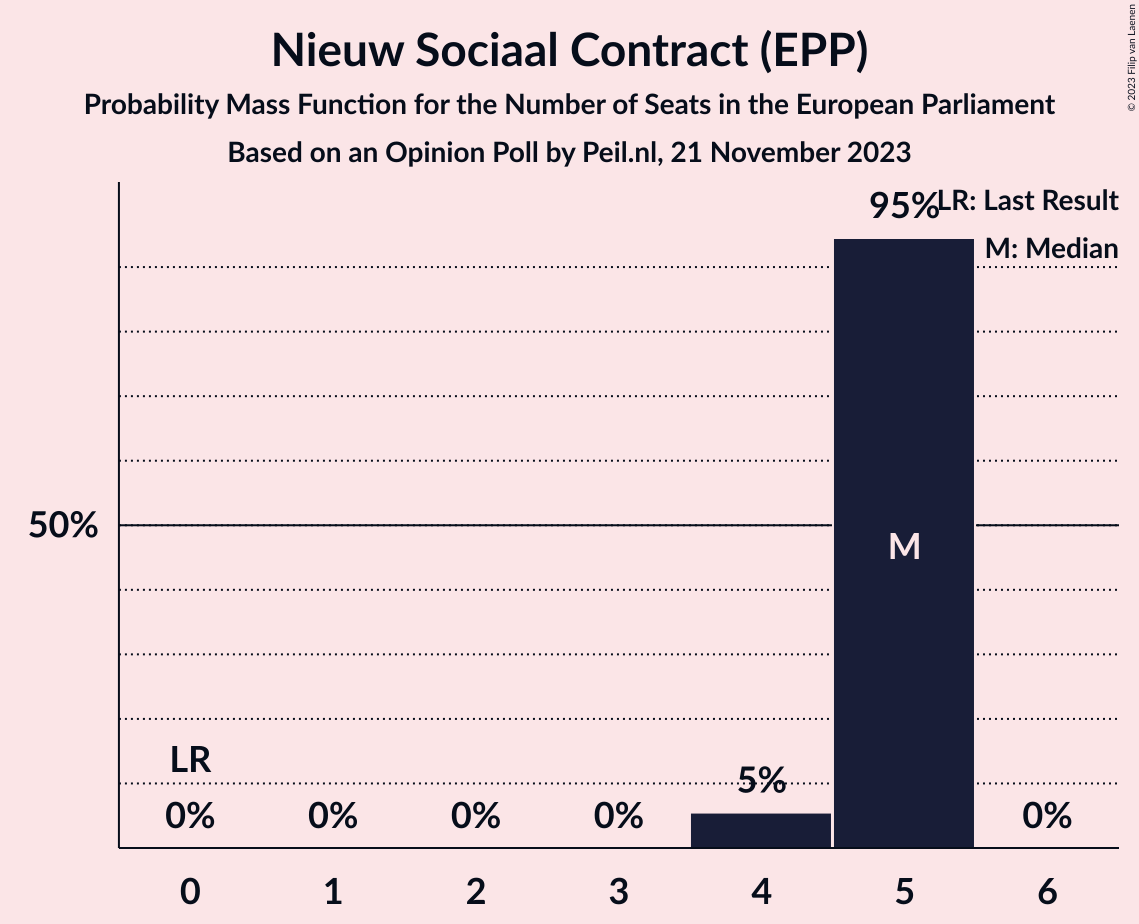 Nieuw Sociaal Contract (EPP)
Probability Mass Function for the Number of Seats in the European Parliament
Based on an Opinion Poll by Peil.nl, 21 November 2023
© 2023 Filip van Laenen
95%
LR: Last Result
M: Median
50%
M
LR
5%
0% 0% 0% 0% 0%
0 1 2 3 4 5 6